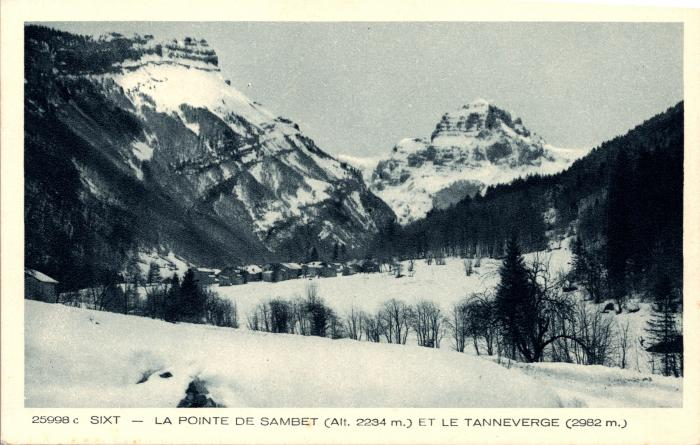 25998 c SIXT — LA POINTE DE SAMBET (Alt. 2234 m.) ET LE TANNEVERGE (2982 m.)